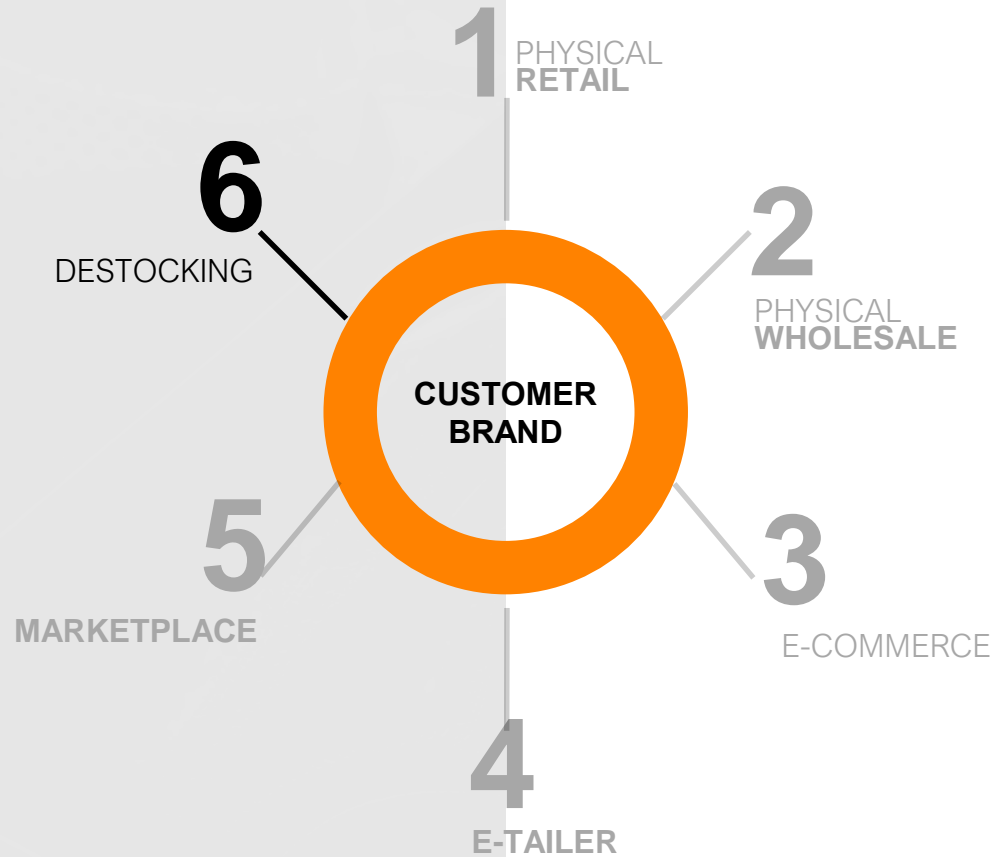 1
PHYSICAL
RETAIL
2
PHYSICAL
WHOLESALE
3
E-COMMERCE
4
E-TAILER
5
MARKETPLACE
6
DESTOCKING
CUSTOMER
BRAND